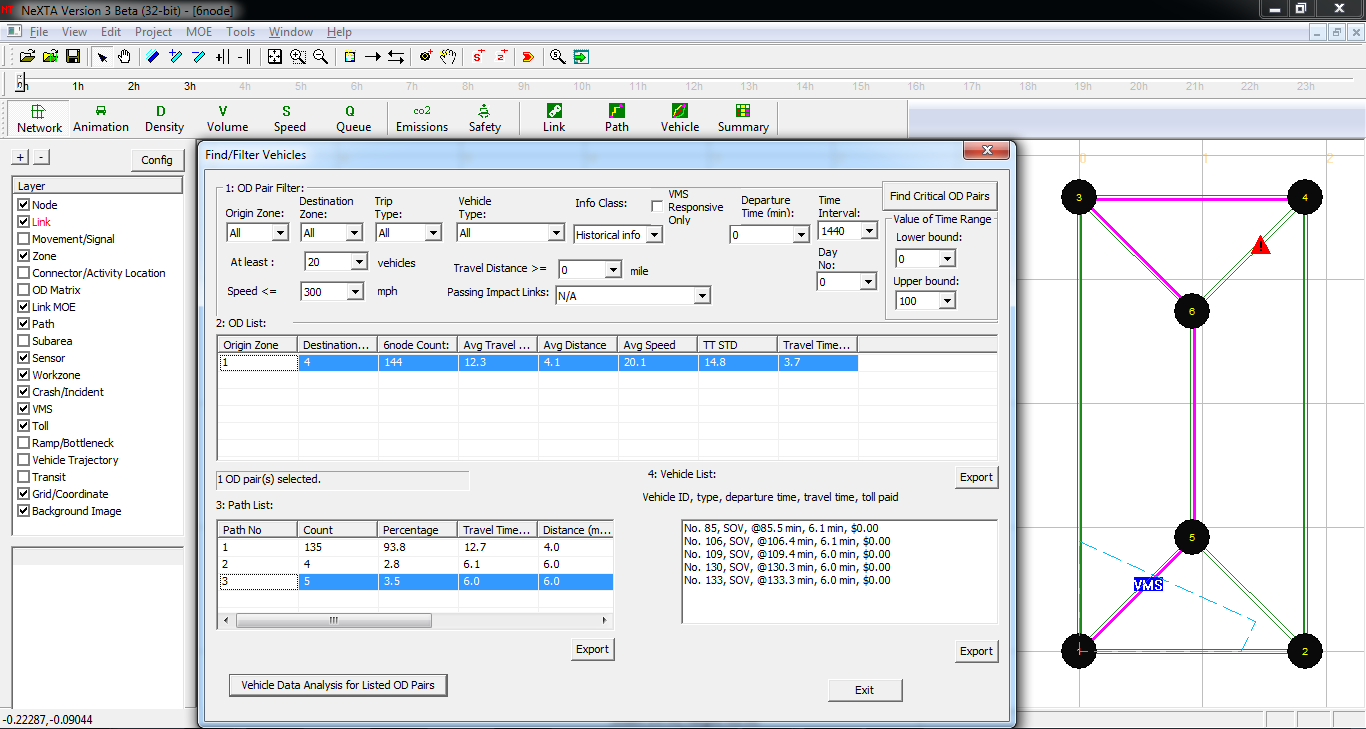 NeXTA Version 3 Beta (32-bit) - [6node]
File View Edit Project MOE Tools Window Help
1h 2h 3h 4h 5h 6h 7h 8h 9h 10h 11h 12h 13h 14h 15h 16h 17h 18h 19h 20h 21h 22h 23h
D V S Q co2
Network Animation Density Volume Speed Queue Emissions Safety Link Path Vehicle Summary
+ - Config
Layer
Node
Link
Movement/Signal
Zone
Connector/Activity Location
OD Matrix
Link MOE
Path
Subarea
Sensor
Workzone
Crash/Incident
VMS
Toll
Ramp/Bottleneck
Vehicle Trajectory
Transit
Grid/Coordinate
Background Image
-0.22287,-0.09044
Find/Filter Vehicles
1: OD Pair Filter:
Origin Zone:
All
Destination
Zone:
All
Trip
Type:
All
Vehicle
Type:
All
Info Class:
Historical info
VMS
Responsive
Only
Departure
Time (min):
0
Time
Interval:
1440
Day
No:
0
At least : 20 vehicles
Travel Distance >= 0 mile
Speed <= 300 mph
Passing Impact Links: N/A
Find Critical OD Pairs
Value of Time Range
Lower bound:
0
Upper bound:
100
2: OD List:
Origin Zone Destination... 6node Count: Avg Travel ... Avg Distance Avg Speed TT STD Travel Time...
1 4 144 12.3 4.1 20.1 14.8 3.7
1 OD pair(s) selected.
3: Path List:
Path No Count Percentage Travel Time... Distance (m...
1 135 93.8 12.7 4.0
2 4 2.8 6.1 6.0
3 5 3.5 6.0 6.0
Export
Vehicle Data Analysis for Listed OD Pairs
4: Vehicle List:
Export
Vehicle ID, type, departure time, travel time, toll paid
No. 85, SOV, @85.5 min, 6.1 min, $0.00
No. 106, SOV, @106.4 min, 6.1 min, $0.00
No. 109, SOV, @109.4 min, 6.0 min, $0.00
No. 130, SOV, @130.3 min, 6.0 min, $0.00
No. 133, SOV, @133.3 min, 6.0 min, $0.00
Export
Exit
0 1 2
3 4
6
5
VMS
2